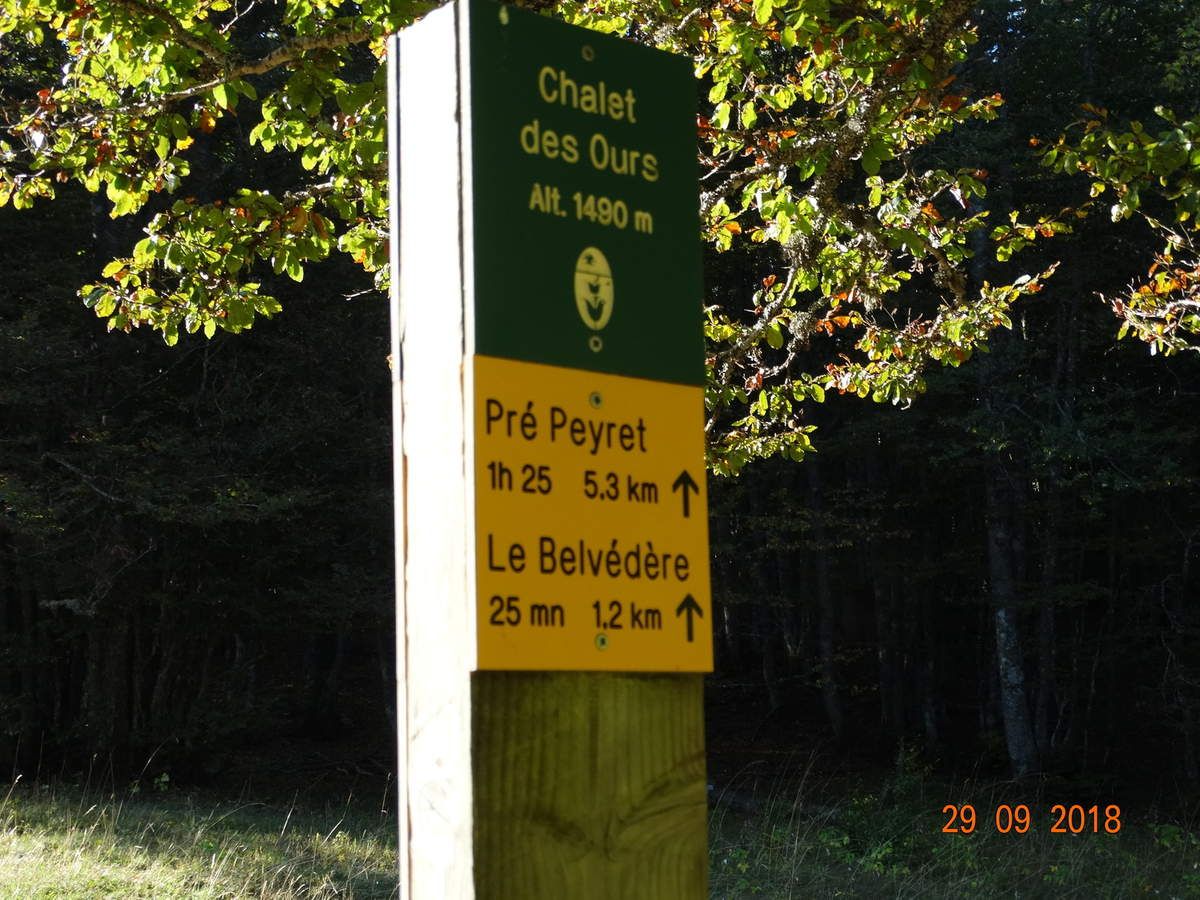 Chalet
des Ours
Alt. 1490 m
Pré Peyret
1h 25 5.3 km ↑
Le Belvédère
25 mn 1.2 km ↑
29 09 2018